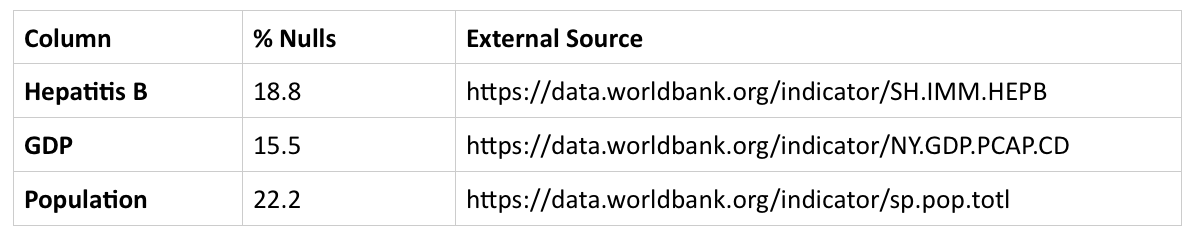 Column % Nulls External Source
Hepatitis B 18.8 https://data.worldbank.org/indicator/SH.IMM.HEPB
GDP 15.5 https://data.worldbank.org/indicator/NY.GDP.PCAP.CD
Population 22.2 https://data.worldbank.org/indicator/sp.pop.totl